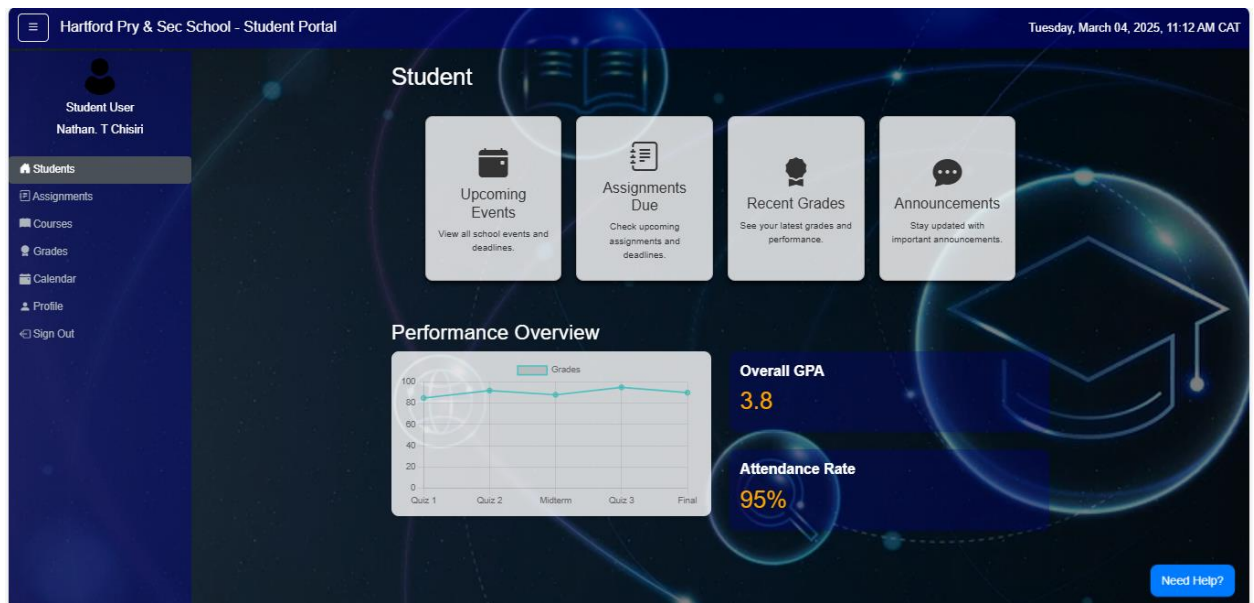 Hartford Pry & Sec School - Student Portal
Tuesday, March 04, 2025, 11:12 AM CAT
Student User
Nathan. T Chisiri
Students
Assignments
Courses
Grades
Calendar
Profile
Sign Out
Student
Upcoming
Events
View all school events and
deadlines.
Assignments
Due
Check upcoming
assignments and
deadlines.
Recent Grades
See your latest grades and
performance.
Announcements
Stay updated with
important announcements.
Performance Overview
Grades
100
80
60
40
20
0
Quiz 1
Quiz 2
Midterm
Quiz 3
Final
Overall GPA
3.8
Attendance Rate
95%
Need Help?